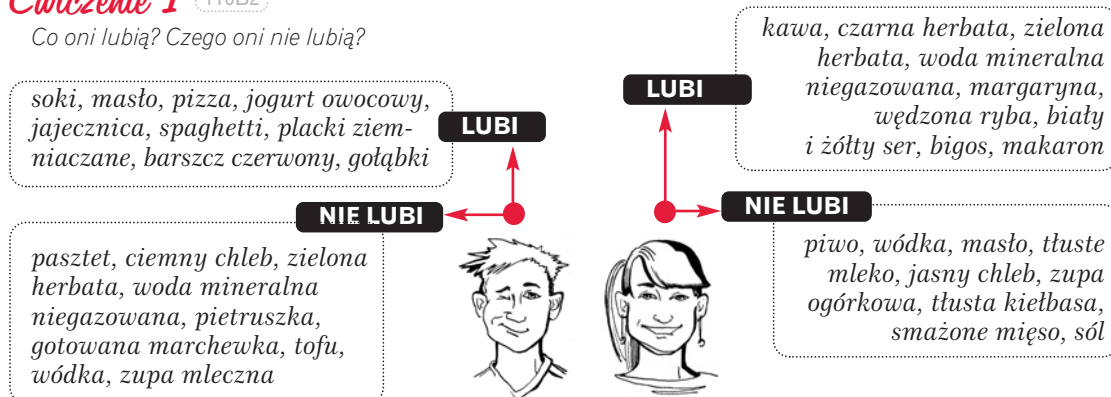 Ćwiczenie 1
Co oni lubią? Czego oni nie lubią?
soki, masło, pizza, jogurt owocowy,
jajecznica, spaghetti, placki ziem-
niaczane, barszcz czerwony, gołąbki
LUBI
NIE LUBI
pasztet, ciemny chleb, zielona
herbata, woda mineralna
niegazowana, pietruszka,
gotowana marchewka, tofu,
wódka, zupa mleczna
kawa, czarna herbata, zielona
herbata, woda mineralna
niegazowana, margaryna,
wędzona ryba, biały
i żółty ser, bigos, makaron
LUBI
NIE LUBI
piwo, wódka, masło, tłuste
mleko, jasny chleb, zupa
ogórkowa, tłusta kiełbasa,
smażone mięso, sól